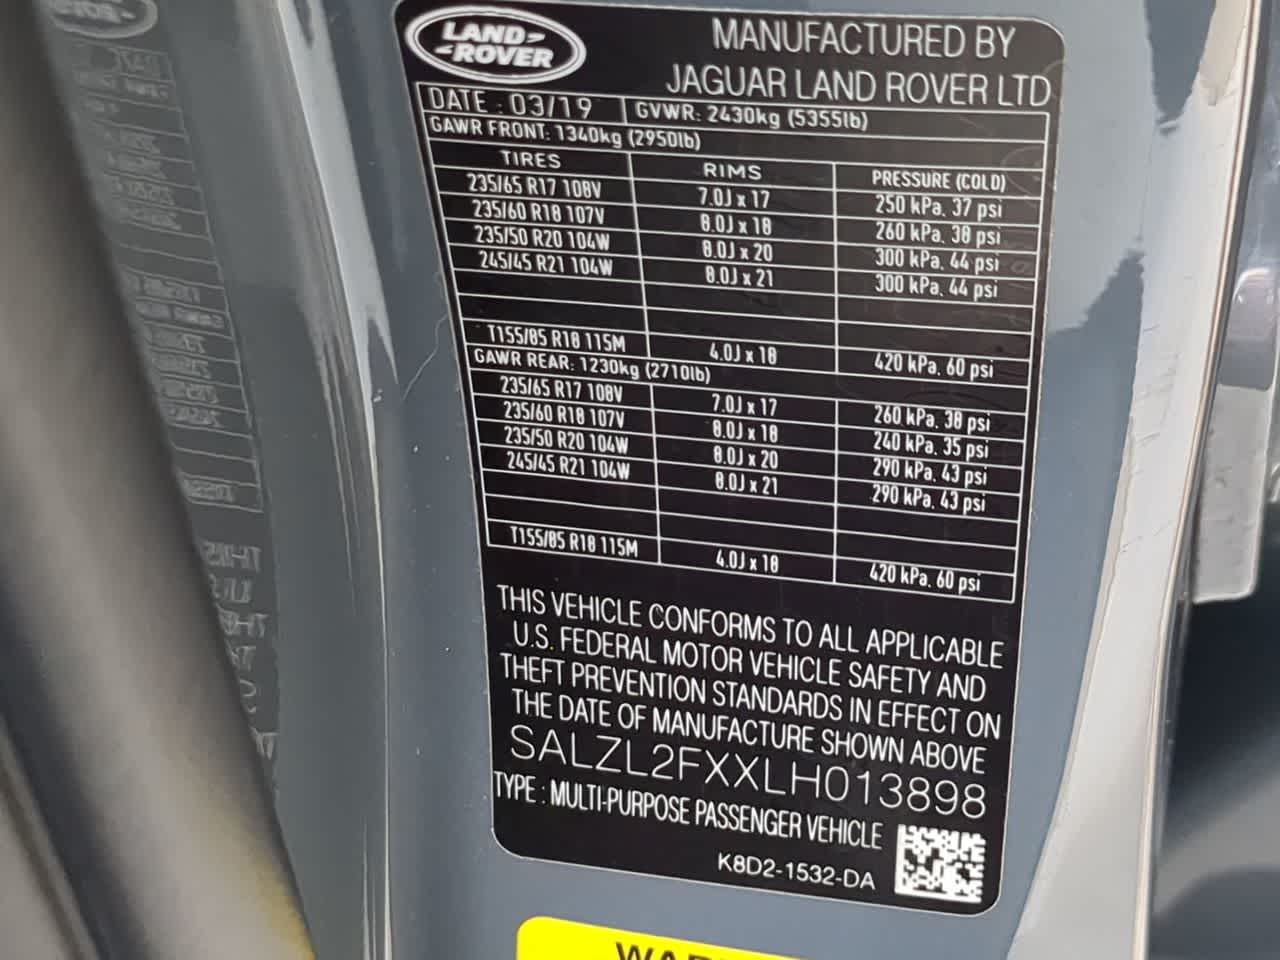 LAND-
-ROVER
MANUFACTURED BY
JAGUAR LAND ROVER LTD
DATE : 03/19 GVWR: 2430kg (5355lb)
GAWR FRONT: 1340kg (2950lb)
TIRES RIMS PRESSURE (COLD)
235/65 R17 108V 7.0J x 17 250 kPa. 37 psi
235/60 R18 107V 8.0J x 18 260 kPa. 38 psi
235/50 R20 104W 8.0J x 20 300 kPa. 44 psi
245/45 R21 104W 8.0J x 21 300 kPa. 44 psi
T155/85 R18 115M 4.0J x 18 420 kPa. 60 psi
GAWR REAR: 1230kg (2710lb)
235/65 R17 108V 7.0J x 17 260 kPa. 38 psi
235/60 R18 107V 8.0J x 18 240 kPa. 35 psi
235/50 R20 104W 8.0J x 20 290 kPa. 43 psi
245/45 R21 104W 8.0J x 21 290 kPa. 43 psi
T155/85 R18 115M 4.0J x 18 420 kPa. 60 psi
THIS VEHICLE CONFORMS TO ALL APPLICABLE
U.S. FEDERAL MOTOR VEHICLE SAFETY AND
THEFT PREVENTION STANDARDS IN EFFECT ON
THE DATE OF MANUFACTURE SHOWN ABOVE
SALZL2FXXLH013898
TYPE : MULTI-PURPOSE PASSENGER VEHICLE
K8D2-1532-DA